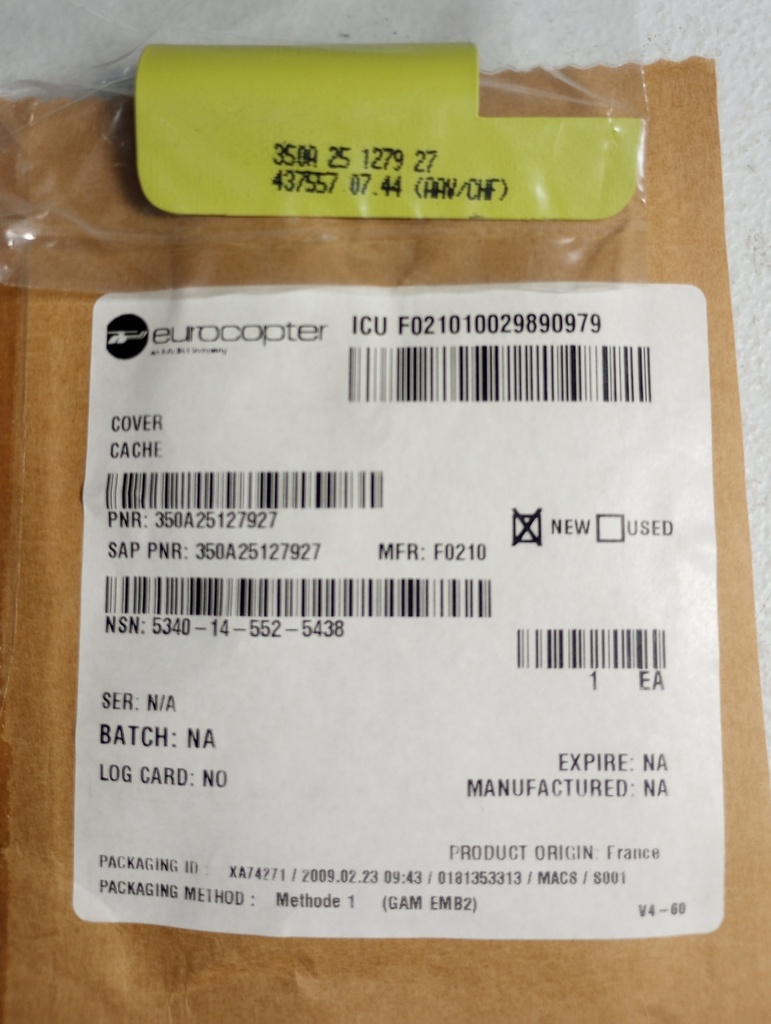 350A 25 1279 27
437557 07.44 (AAV/CHF)
eurocopter
ICU F021010029890979
COVER
CACHE
PNR: 350A25127927
NEW USED
SAP PNR: 350A25127927 MFR: F0210
NSN: 5340-14-552-5438
1 EA
SER: N/A
BATCH: NA
LOG CARD: NO
EXPIRE: NA
MANUFACTURED: NA
PRODUCT ORIGIN: France
PACKAGING ID : XA74271 / 2009.02.23 09:43 / 0181353313 / MACS / S001
PACKAGING METHOD : Methode 1 (GAM EMB2)
V4-60